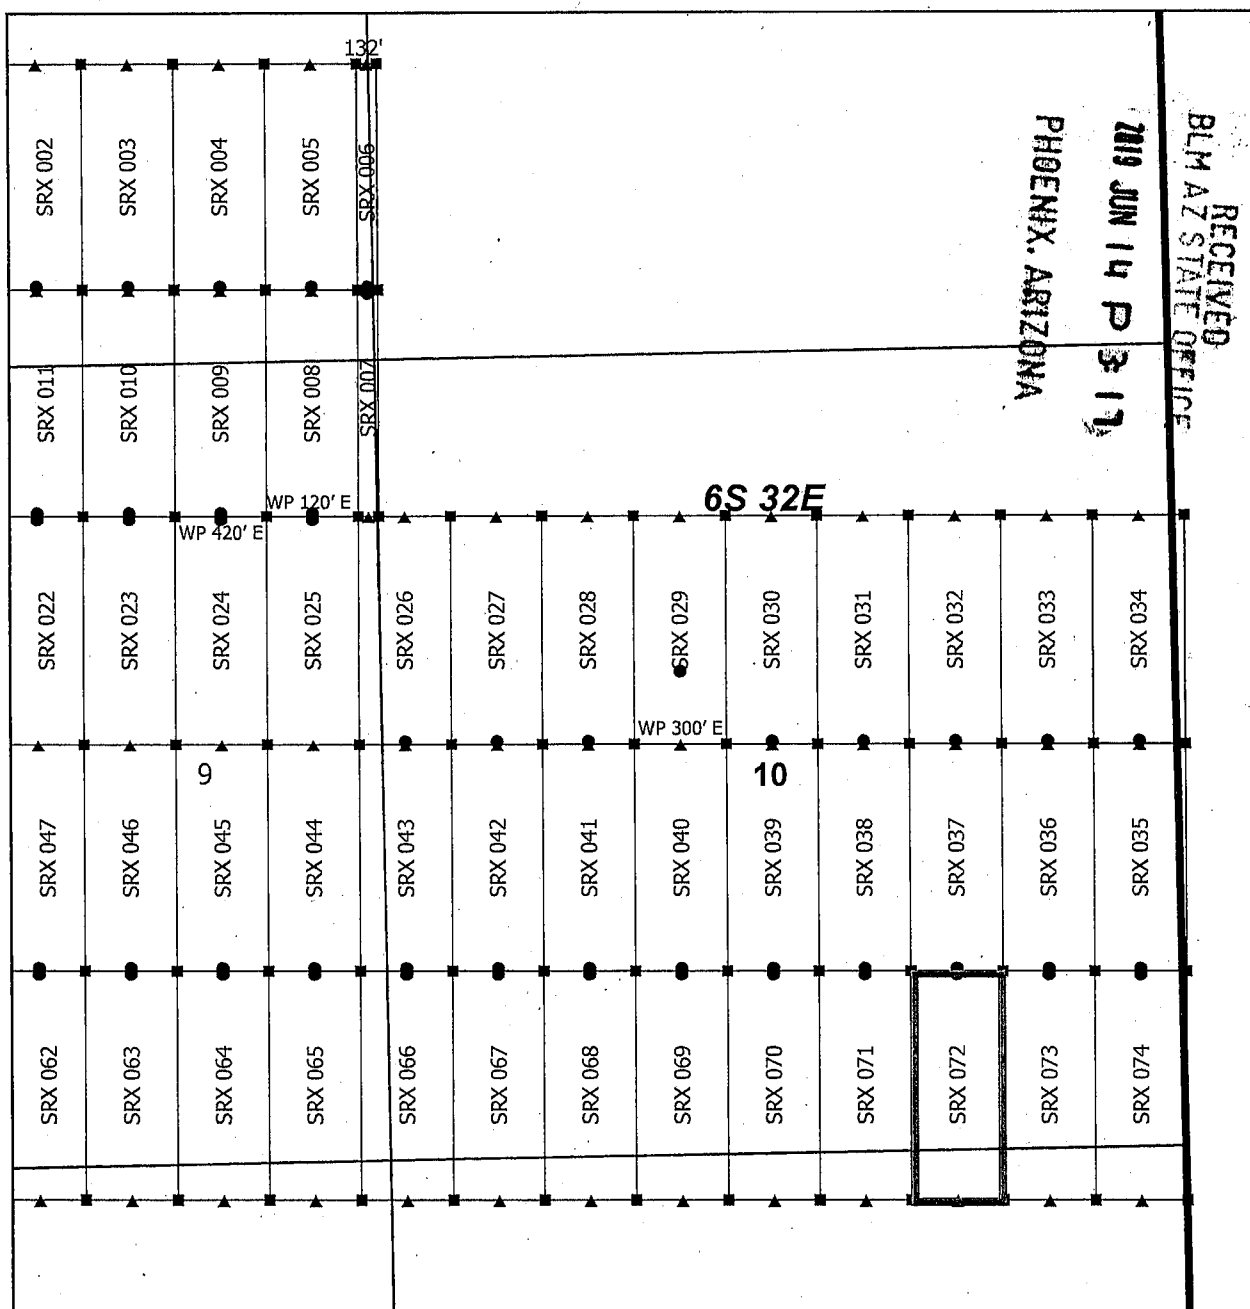 132'
SRX 002
SRX 003
SRX 004
SRX 005
SRX 006
RECEIVED
BLM AZ STATE OFFICE
2019 JUN 14 P 3:17
PHOENIX, ARIZONA
SRX 011
SRX 010
SRX 009
SRX 008
SRX 007
WP 120' E
WP 420' E
6S 32E
SRX 022
SRX 023
SRX 024
SRX 025
SRX 026
SRX 027
SRX 028
SRX 029
SRX 030
SRX 031
SRX 032
SRX 033
SRX 034
WP 300' E
9
10
SRX 047
SRX 046
SRX 045
SRX 044
SRX 043
SRX 042
SRX 041
SRX 040
SRX 039
SRX 038
SRX 037
SRX 036
SRX 035
SRX 062
SRX 063
SRX 064
SRX 065
SRX 066
SRX 067
SRX 068
SRX 069
SRX 070
SRX 071
SRX 072
SRX 073
SRX 074